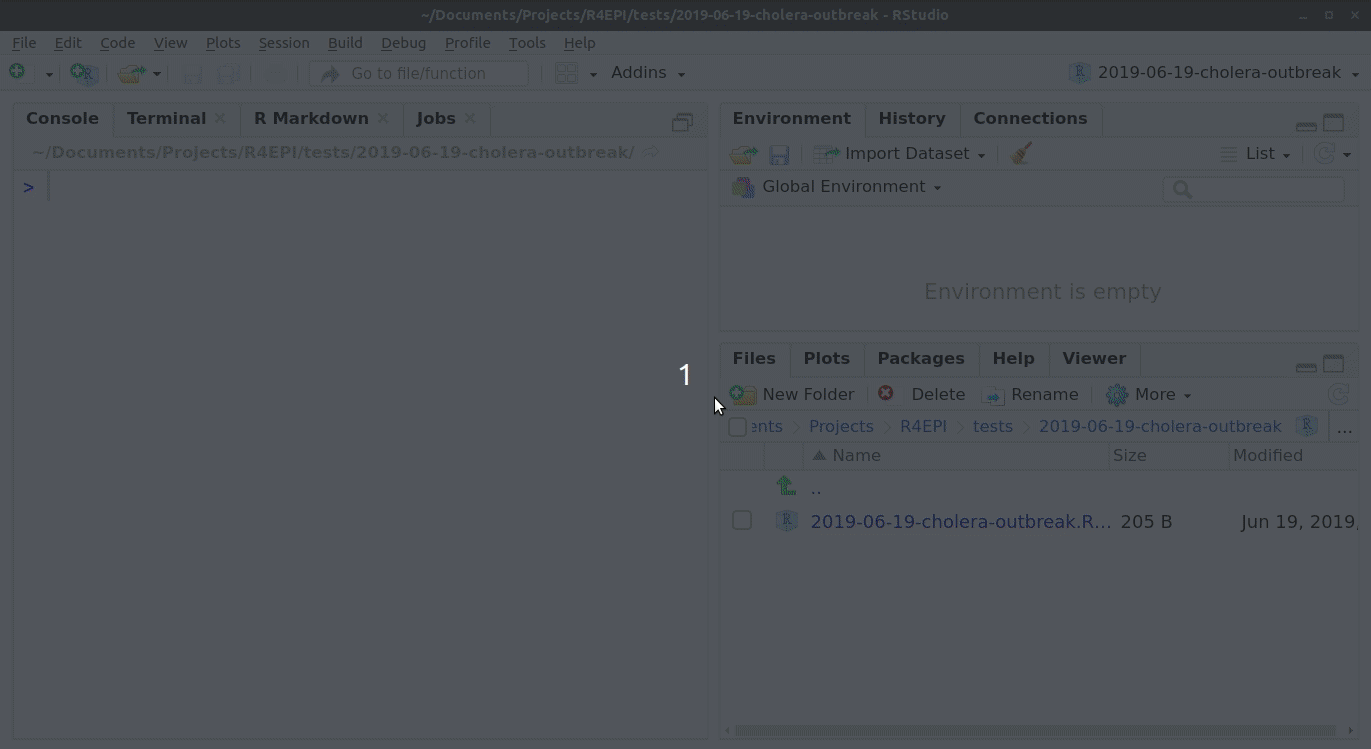 ~/Documents/Projects/R4EPI/tests/2019-06-19-cholera-outbreak - RStudio
File Edit Code View Plots Session Build Debug Profile Tools Help
Go to file/function Addins 2019-06-19-cholera-outbreak
Console Terminal R Markdown Jobs
~/Documents/Projects/R4EPI/tests/2019-06-19-cholera-outbreak/
>
Environment History Connections
Import Dataset List
Global Environment
Environment is empty
1
Files Plots Packages Help Viewer
New Folder Delete Rename More
ents Projects R4EPI tests 2019-06-19-cholera-outbreak ...
Name Size Modified
..
2019-06-19-cholera-outbreak.R... 205 B Jun 19, 2019,